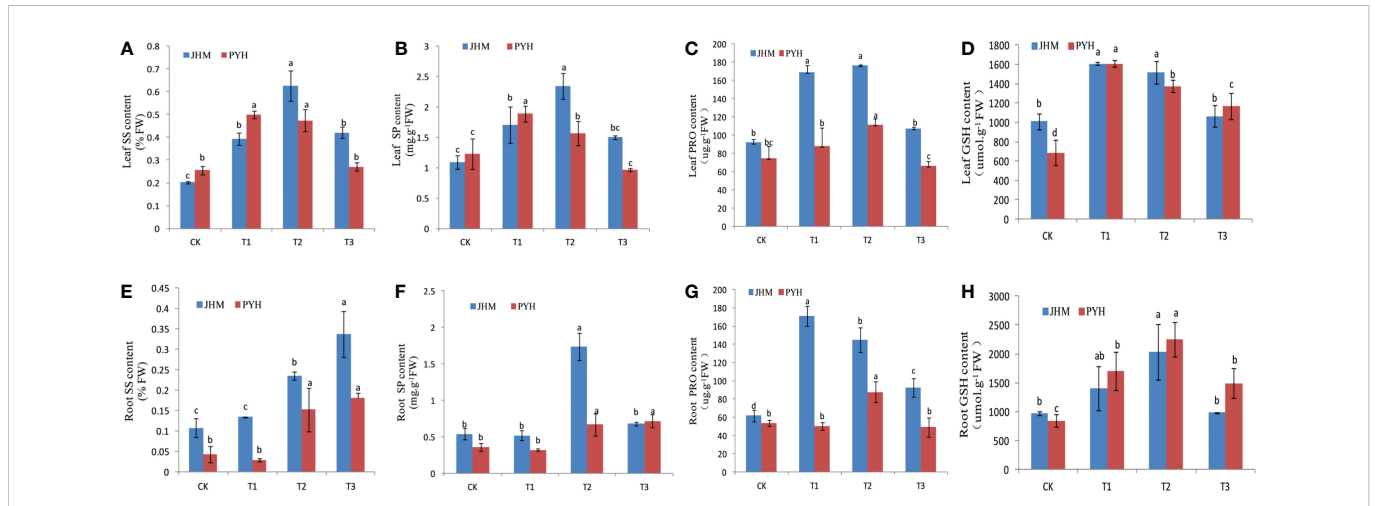 A
JHM PYH
Leaf SS content
(% FW)
0.8
0.7
0.6
0.5
0.4
0.3
0.2
0.1
0
c b b a a a b b
CK T1 T2 T3
B
JHM PYH
Leaf SP content
(mg.g-1FW)
3
2.5
2
1.5
1
0.5
0
c c b a a b bc c
CK T1 T2 T3
C
JHM PYH
Leaf PRO content
(ug.g-1FW )
200
180
160
140
120
100
80
60
40
20
0
b bc a b a a b c
CK T1 T2 T3
D
JHM PYH
Leaf GSH content
(umol.g-1 FW )
1800
1600
1400
1200
1000
800
600
400
200
0
b d a a a b b c
CK T1 T2 T3
E
JHM PYH
Root SS content
(% FW)
0.45
0.4
0.35
0.3
0.25
0.2
0.15
0.1
0.05
0
c b c b b a a a
CK T1 T2 T3
F
JHM PYH
Root SP content
(mg.g-1FW)
2.5
2
1.5
1
0.5
0
b b b b a a b a
CK T1 T2 T3
G
JHM PYH
Root PRO content
(ug.g-1FW )
200
180
160
140
120
100
80
60
40
20
0
d b a b b a c b
CK T1 T2 T3
H
JHM PYH
Root GSH content
(umol.g-1 FW )
3000
2500
2000
1500
1000
500
0
b c ab b a a b b
CK T1 T2 T3